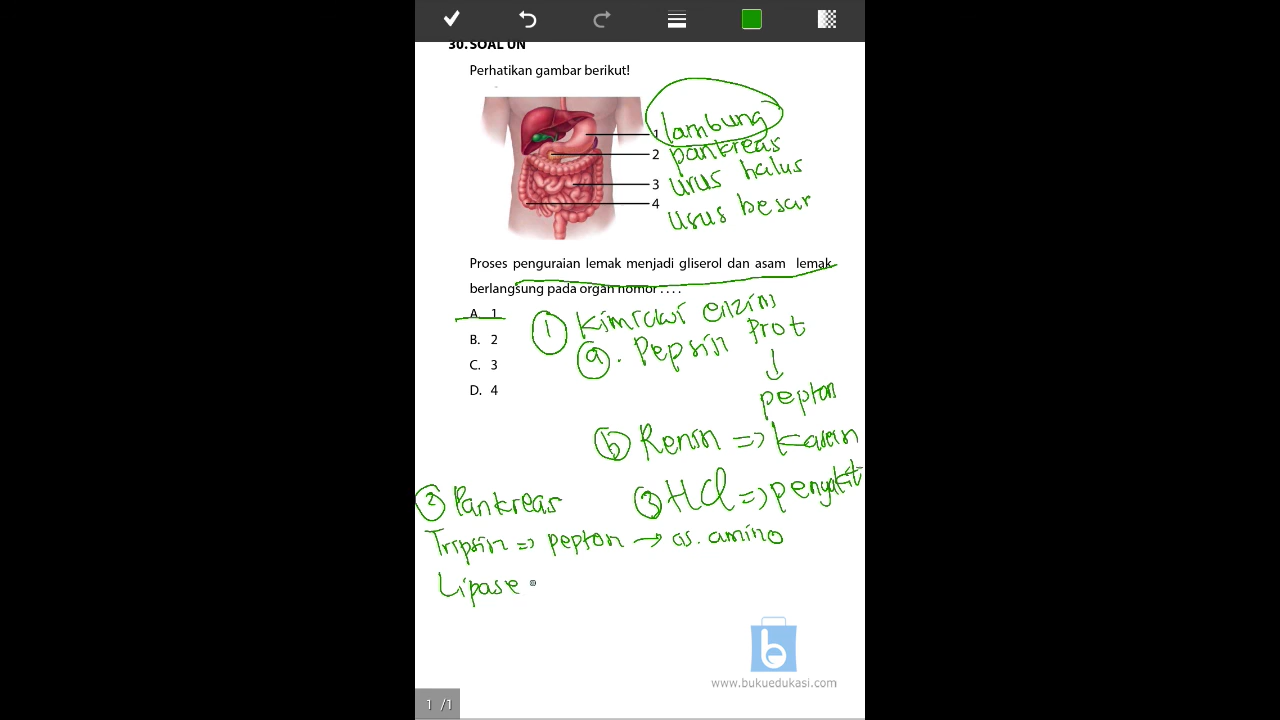 30. SOAL UN
Perhatikan gambar berikut!
1 lambung
2 pankreas
3 usus halus
4 usus besar
Proses penguraian lemak menjadi gliserol dan asam lemak
berlangsung pada organ nomor . . . .
A. 1
B. 2
C. 3
D. 4
1 kimiawi enzim
a. Pepsin Prot
↓
pepton
b Renin => Kasein
3 HCl => penyakit
2 Pankreas
Tripsin => pepton → as. amino
Lipase
b
www.bukuedukasi.com
1 /1